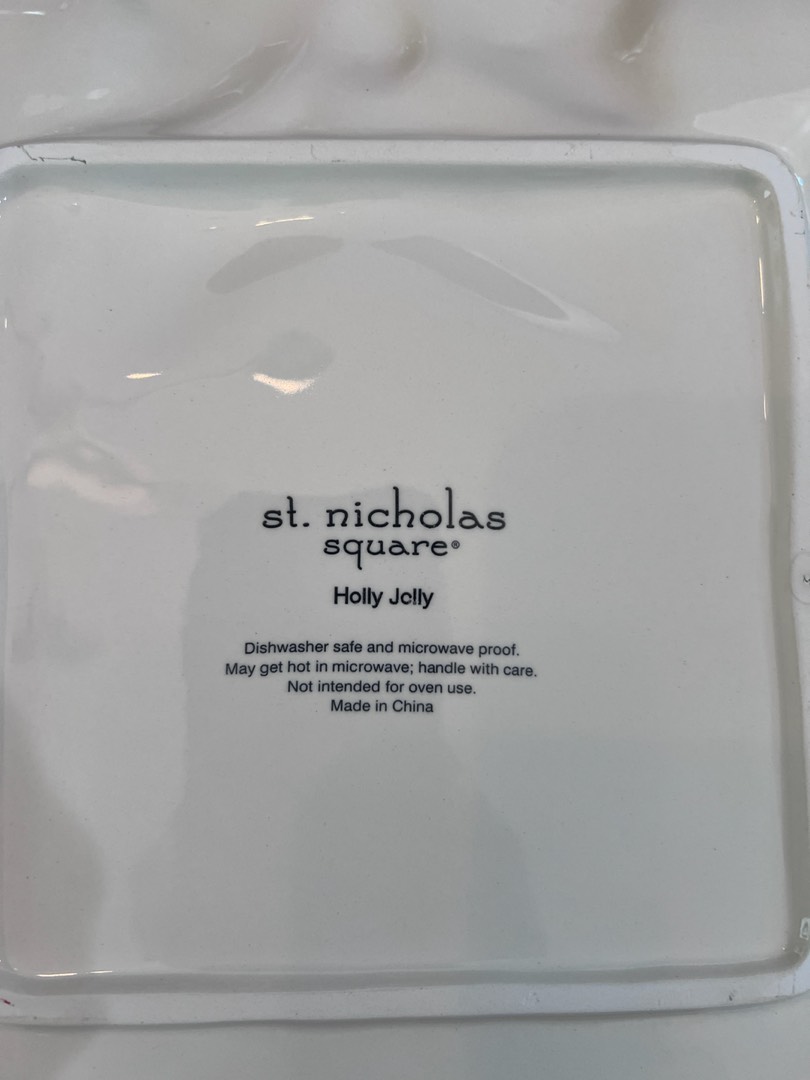 st. nicholas
square®
Holly Jolly
Dishwasher safe and microwave proof.
May get hot in microwave; handle with care.
Not intended for oven use.
Made in China